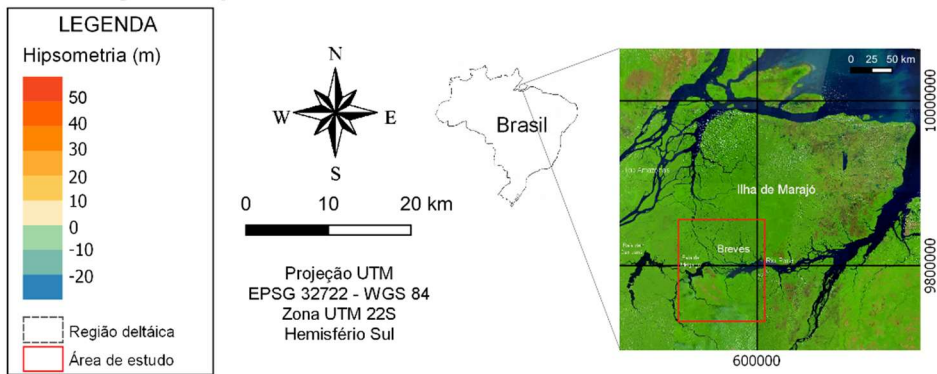 LEGENDA
Hipsometria (m)
50
40
30
20
10
0
-10
-20
Região deltáica
Área de estudo
N
W
E
S
0
10
20 km
Projeção UTM
EPSG 32722 - WGS 84
Zona UTM 22S
Hemisfério Sul
Brasil
0 25 50 km
Ilha de Marajó
Breves
10000000
9800000
600000